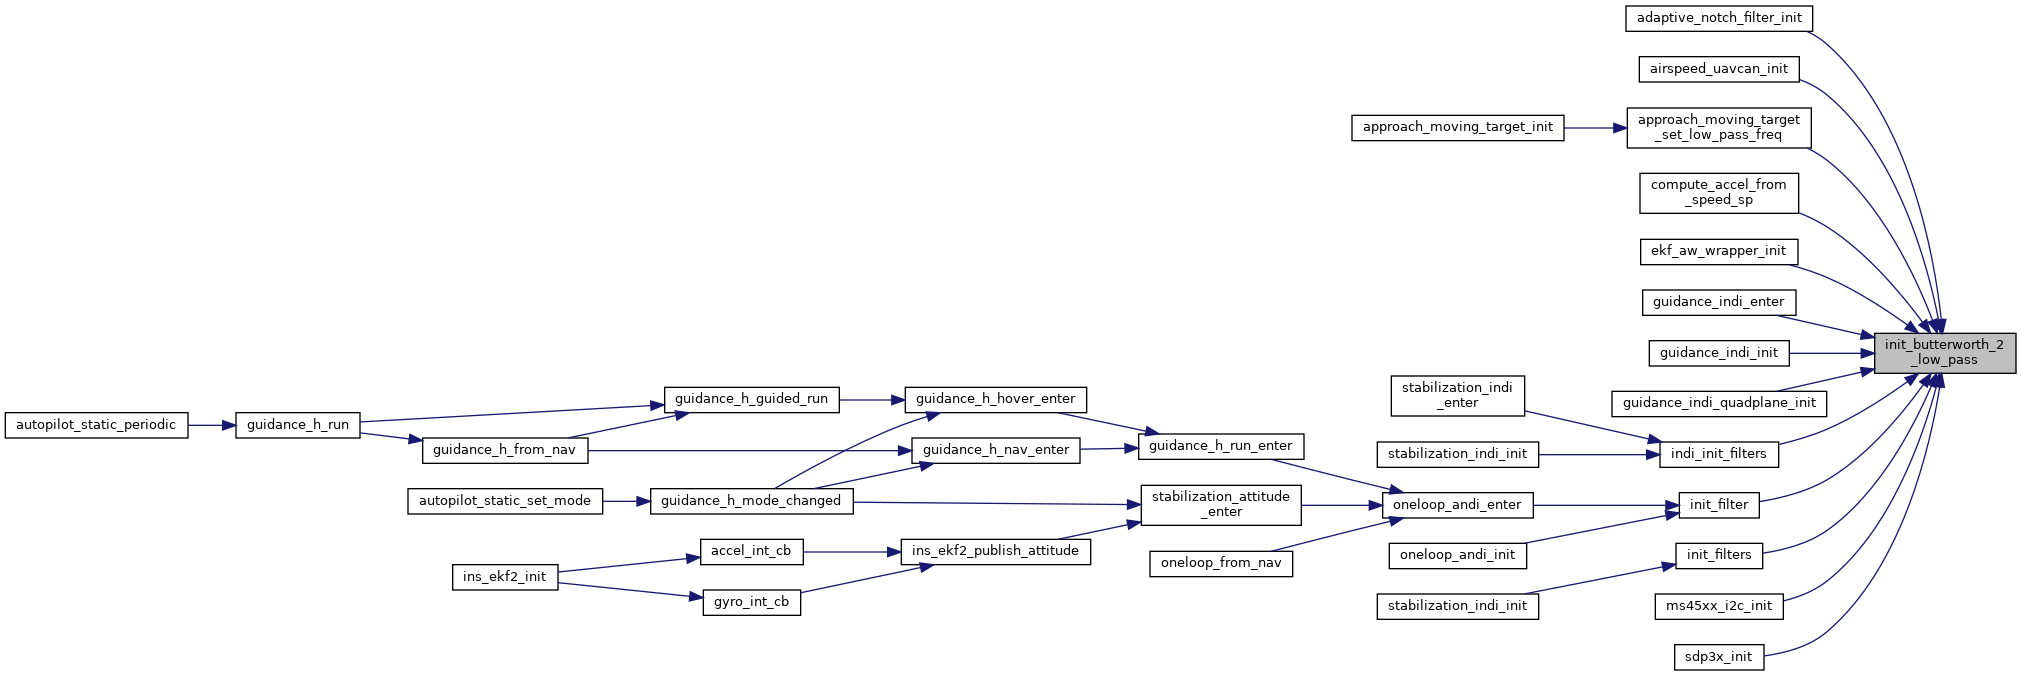 adaptive_notch_filter_init
airspeed_uavcan_init
approach_moving_target
_set_low_pass_freq
approach_moving_target_init
compute_accel_from
_speed_sp
ekf_aw_wrapper_init
guidance_indi_enter
init_butterworth_2
_low_pass
guidance_indi_init
guidance_indi_quadplane_init
stabilization_indi
_enter
guidance_h_guided_run
guidance_h_hover_enter
autopilot_static_periodic
guidance_h_run
guidance_h_from_nav
guidance_h_nav_enter
guidance_h_run_enter
stabilization_indi_init
indi_init_filters
autopilot_static_set_mode
guidance_h_mode_changed
stabilization_attitude
_enter
oneloop_andi_enter
init_filter
accel_int_cb
ins_ekf2_publish_attitude
oneloop_from_nav
oneloop_andi_init
init_filters
ins_ekf2_init
gyro_int_cb
stabilization_indi_init
ms45xx_i2c_init
sdp3x_init